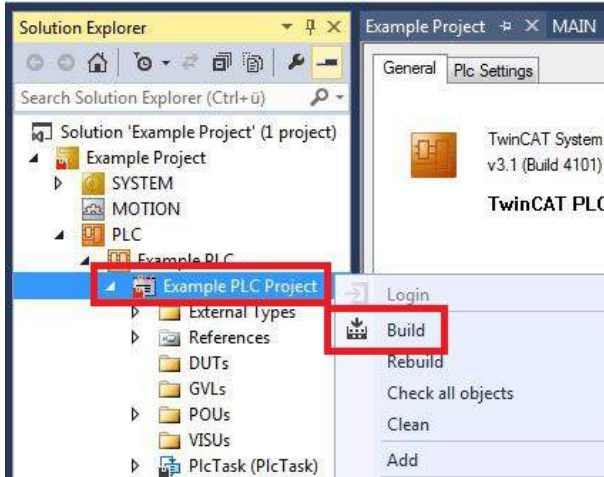 Solution Explorer
Search Solution Explorer (Ctrl+ü)
Solution 'Example Project' (1 project)
Example Project
SYSTEM
MOTION
PLC
Example PLC
Example PLC Project
External Types
References
DUTs
GVLs
POUs
VISUs
PlcTask (PlcTask)
Example Project
MAIN
General
Plc Settings
TwinCAT System
v3.1 (Build 4101)
TwinCAT PLC
Login
Build
Rebuild
Check all objects
Clean
Add